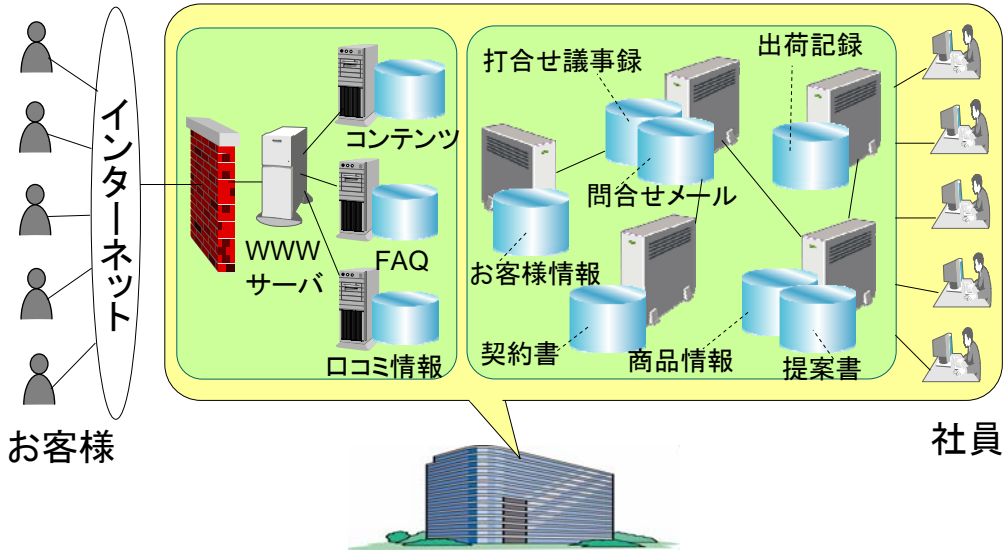 インターネット
お客様
WWW
サーバ
コンテンツ
FAQ
口コミ情報
打合せ議事録
問合せメール
お客様情報
契約書
出荷記録
商品情報
提案書
社員